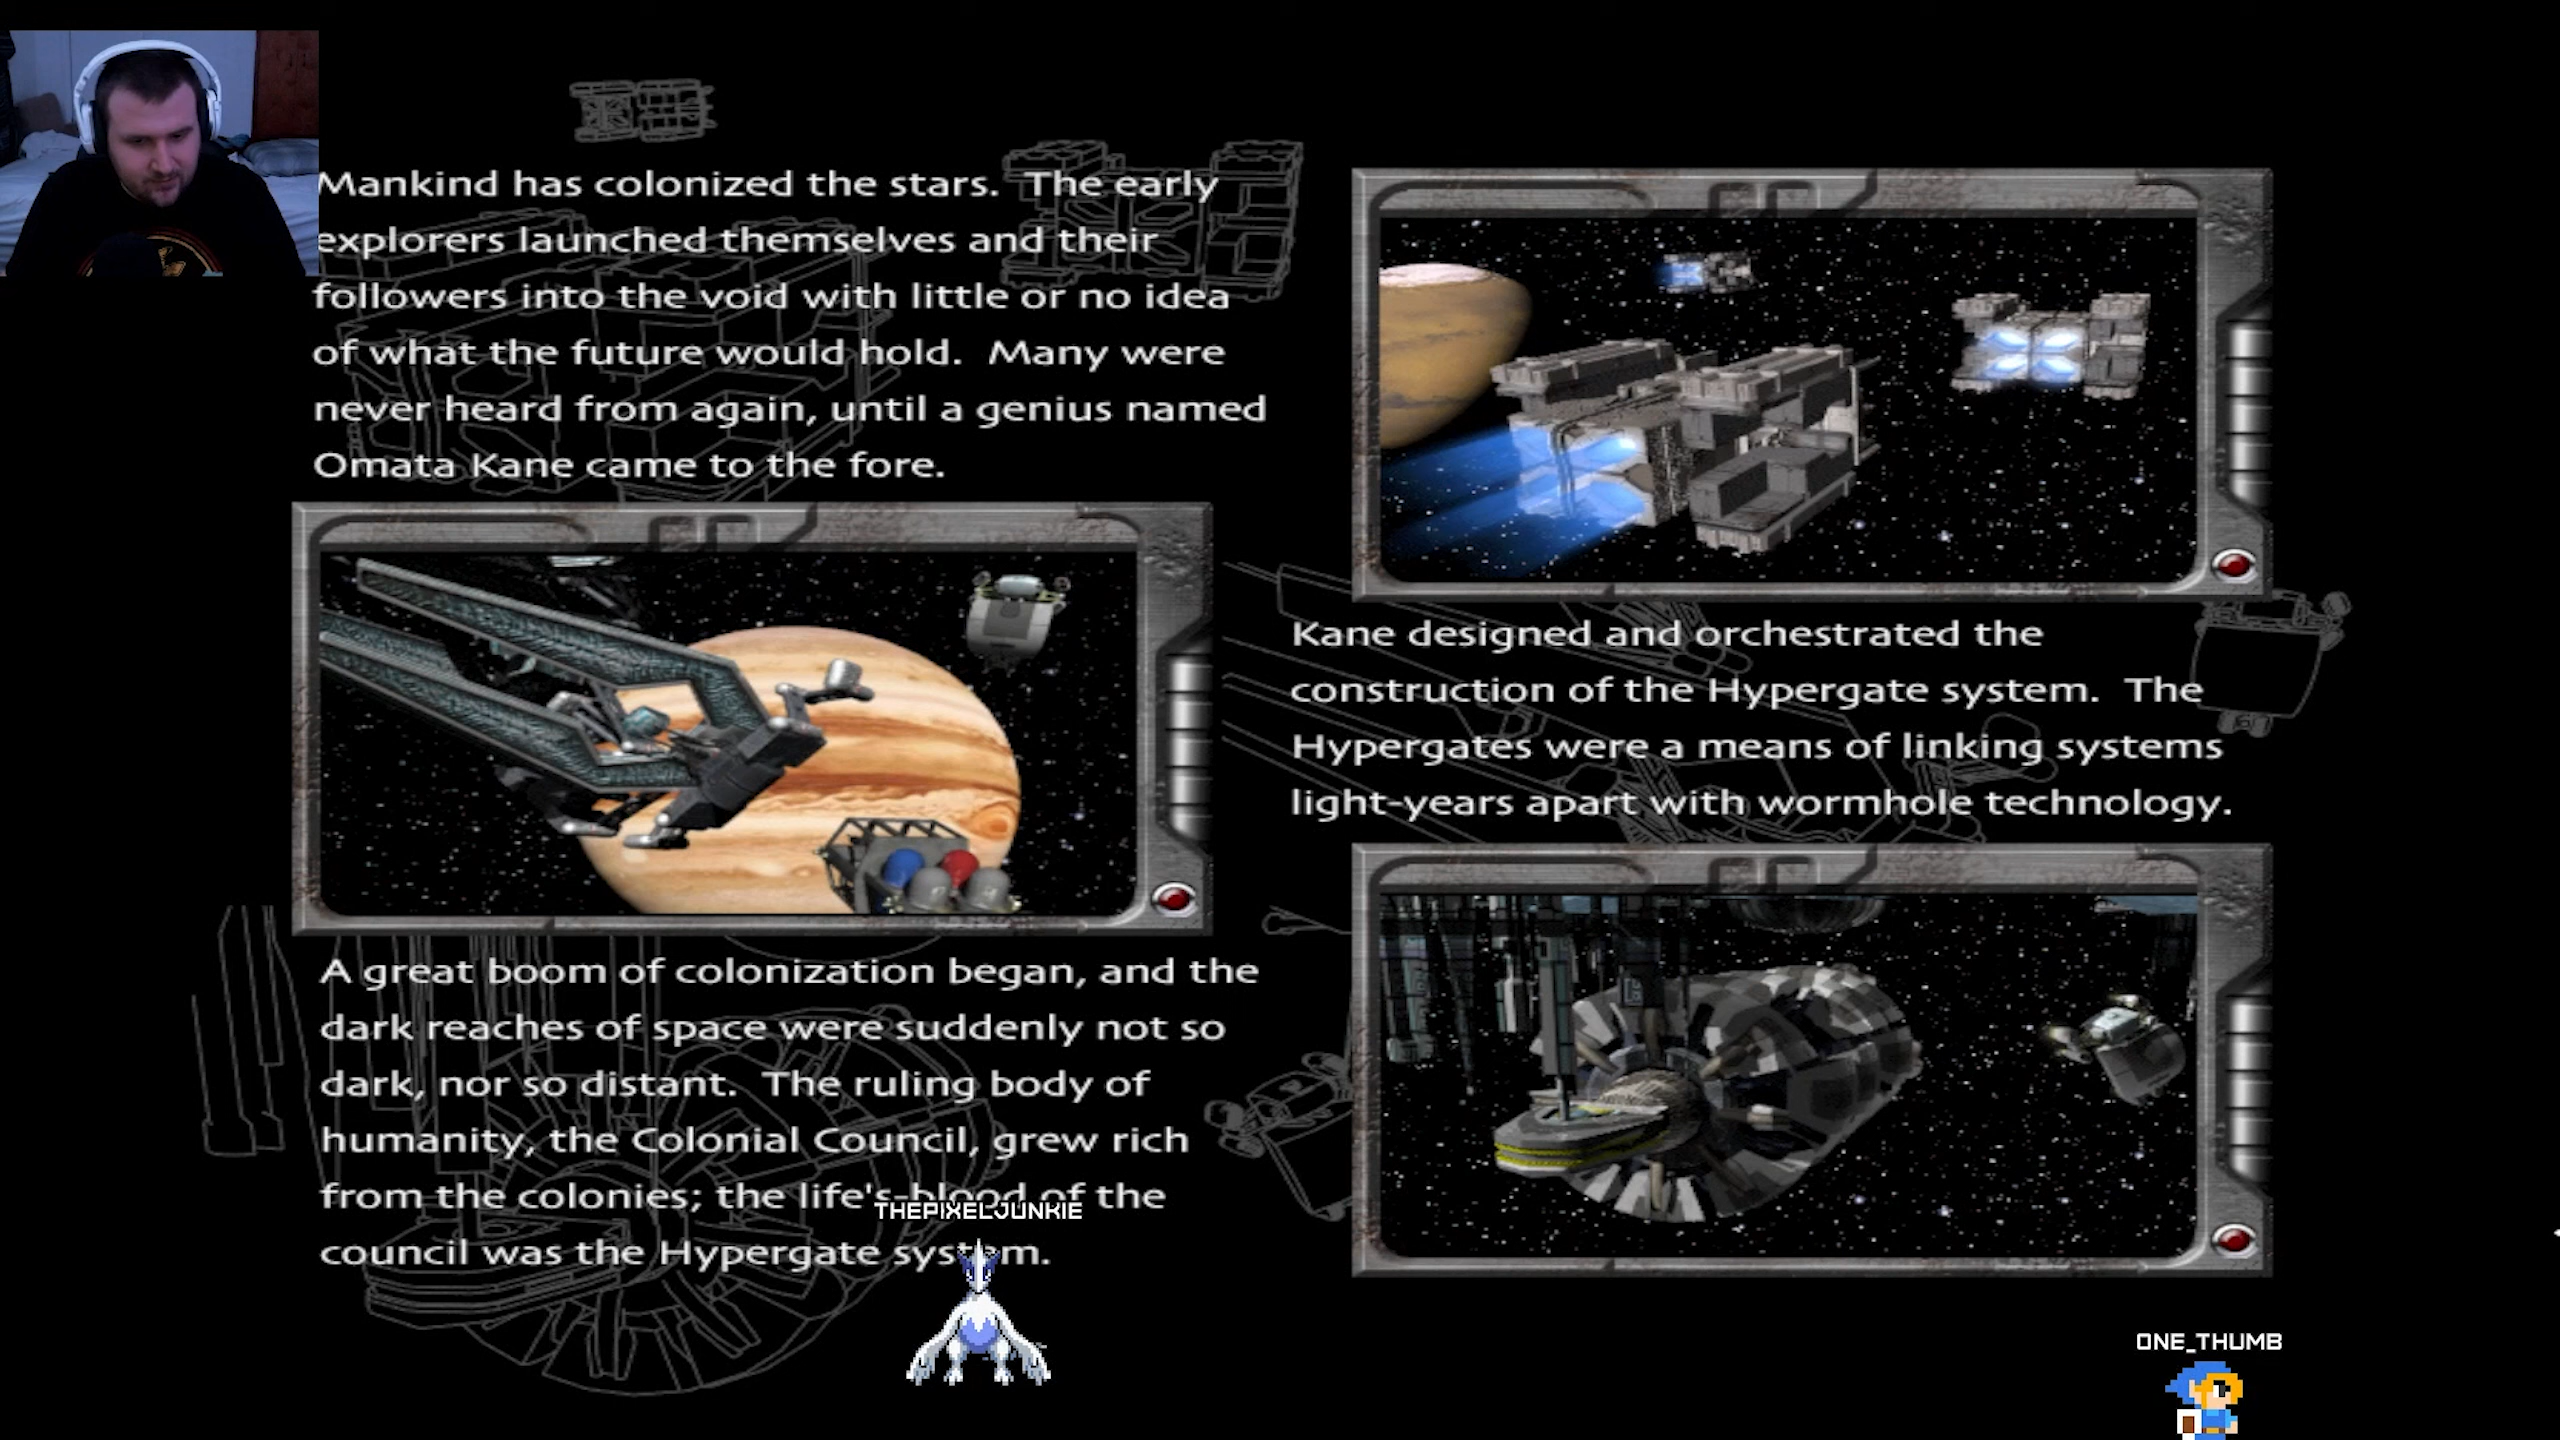 Mankind has colonized the stars.  The early
explorers launched themselves and their
followers into the void with little or no idea
of what the future would hold.  Many were
never heard from again, until a genius named
Omata Kane came to the fore.
Kane designed and orchestrated the
construction of the Hypergate system.  The
Hypergates were a means of linking systems
light-years apart with wormhole technology.
A great boom of colonization began, and the
dark reaches of space were suddenly not so
dark, nor so distant.  The ruling body of
humanity, the Colonial Council, grew rich
from the colonies; the life's-blood of the
council was the Hypergate system.
THEPIXELJUNKIE
ONE_THUMB